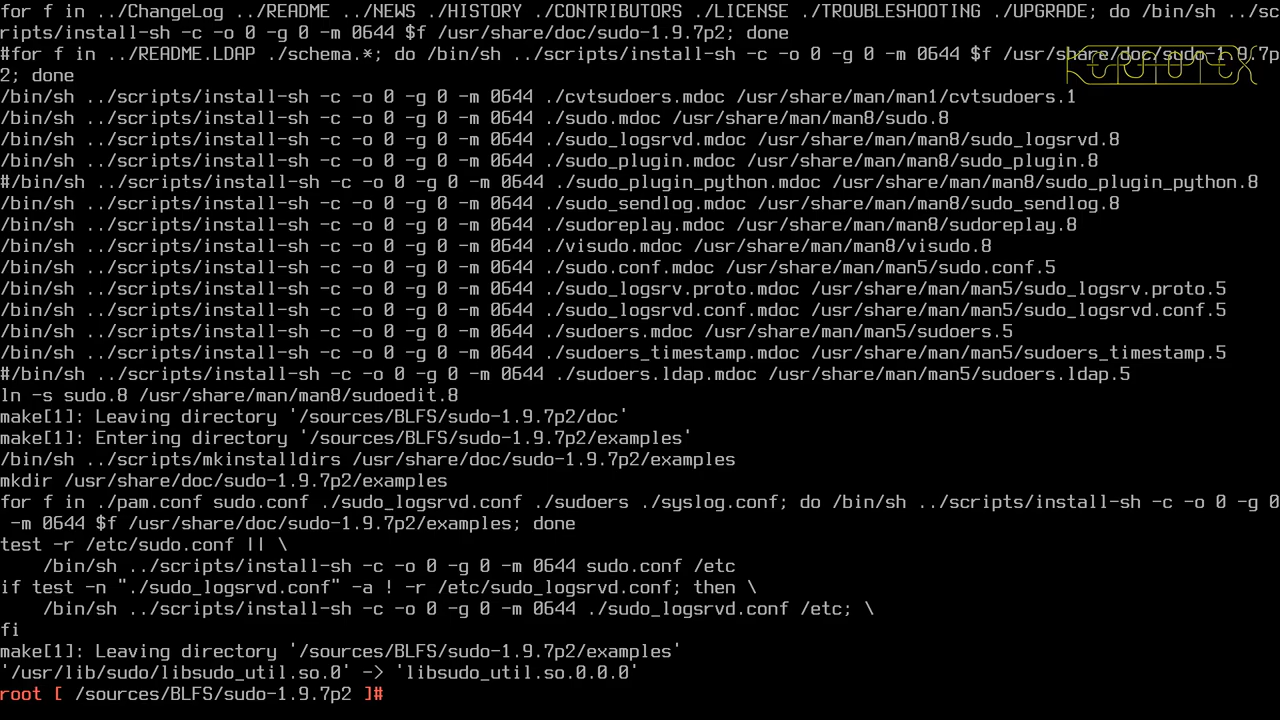 for f in ../ChangeLog ../README ../NEWS ./HISTORY ./CONTRIBUTORS ./LICENSE ./TROUBLESHOOTING ./UPGRADE; do /bin/sh ../sc
ripts/install-sh -c -o 0 -g 0 -m 0644 $f /usr/share/doc/sudo-1.9.7p2; done
#for f in ../README.LDAP ./schema.*; do /bin/sh ../scripts/install-sh -c -o 0 -g 0 -m 0644 $f /usr/share/doc/sudo-1.9.7p
2; done
/bin/sh ../scripts/install-sh -c -o 0 -g 0 -m 0644 ./cvtsudoers.mdoc /usr/share/man/man1/cvtsudoers.1
/bin/sh ../scripts/install-sh -c -o 0 -g 0 -m 0644 ./sudo.mdoc /usr/share/man/man8/sudo.8
/bin/sh ../scripts/install-sh -c -o 0 -g 0 -m 0644 ./sudo_logsrvd.mdoc /usr/share/man/man8/sudo_logsrvd.8
/bin/sh ../scripts/install-sh -c -o 0 -g 0 -m 0644 ./sudo_plugin.mdoc /usr/share/man/man8/sudo_plugin.8
#/bin/sh ../scripts/install-sh -c -o 0 -g 0 -m 0644 ./sudo_plugin_python.mdoc /usr/share/man/man8/sudo_plugin_python.8
/bin/sh ../scripts/install-sh -c -o 0 -g 0 -m 0644 ./sudo_sendlog.mdoc /usr/share/man/man8/sudo_sendlog.8
/bin/sh ../scripts/install-sh -c -o 0 -g 0 -m 0644 ./sudoreplay.mdoc /usr/share/man/man8/sudoreplay.8
/bin/sh ../scripts/install-sh -c -o 0 -g 0 -m 0644 ./visudo.mdoc /usr/share/man/man8/visudo.8
/bin/sh ../scripts/install-sh -c -o 0 -g 0 -m 0644 ./sudo.conf.mdoc /usr/share/man/man5/sudo.conf.5
/bin/sh ../scripts/install-sh -c -o 0 -g 0 -m 0644 ./sudo_logsrv.proto.mdoc /usr/share/man/man5/sudo_logsrv.proto.5
/bin/sh ../scripts/install-sh -c -o 0 -g 0 -m 0644 ./sudo_logsrvd.conf.mdoc /usr/share/man/man5/sudo_logsrvd.conf.5
/bin/sh ../scripts/install-sh -c -o 0 -g 0 -m 0644 ./sudoers.mdoc /usr/share/man/man5/sudoers.5
/bin/sh ../scripts/install-sh -c -o 0 -g 0 -m 0644 ./sudoers_timestamp.mdoc /usr/share/man/man5/sudoers_timestamp.5
#/bin/sh ../scripts/install-sh -c -o 0 -g 0 -m 0644 ./sudoers.ldap.mdoc /usr/share/man/man5/sudoers.ldap.5
ln -s sudo.8 /usr/share/man/man8/sudoedit.8
make[1]: Leaving directory '/sources/BLFS/sudo-1.9.7p2/doc'
make[1]: Entering directory '/sources/BLFS/sudo-1.9.7p2/examples'
/bin/sh ../scripts/mkinstalldirs /usr/share/doc/sudo-1.9.7p2/examples
mkdir /usr/share/doc/sudo-1.9.7p2/examples
for f in ./pam.conf sudo.conf ./sudo_logsrvd.conf ./sudoers ./syslog.conf; do /bin/sh ../scripts/install-sh -c -o 0 -g 0
 -m 0644 $f /usr/share/doc/sudo-1.9.7p2/examples; done
test -r /etc/sudo.conf || \
    /bin/sh ../scripts/install-sh -c -o 0 -g 0 -m 0644 sudo.conf /etc
if test -n "./sudo_logsrvd.conf" -a ! -r /etc/sudo_logsrvd.conf; then \
    /bin/sh ../scripts/install-sh -c -o 0 -g 0 -m 0644 ./sudo_logsrvd.conf /etc; \
fi
make[1]: Leaving directory '/sources/BLFS/sudo-1.9.7p2/examples'
'/usr/lib/sudo/libsudo_util.so.0' -> 'libsudo_util.so.0.0.0'
root [ /sources/BLFS/sudo-1.9.7p2 ]#